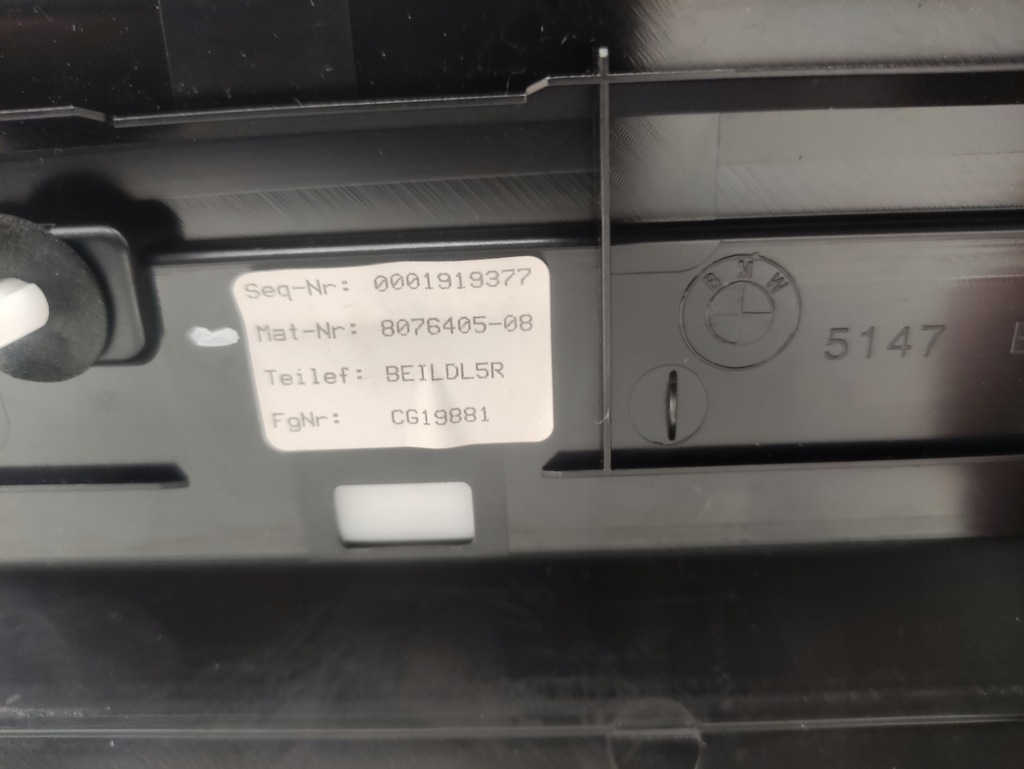 Seq-Nr: 0001919377
Mat-Nr: 8076405-08
Teilef: BEILDL5R
FgNr: CG19881
BMW
5147